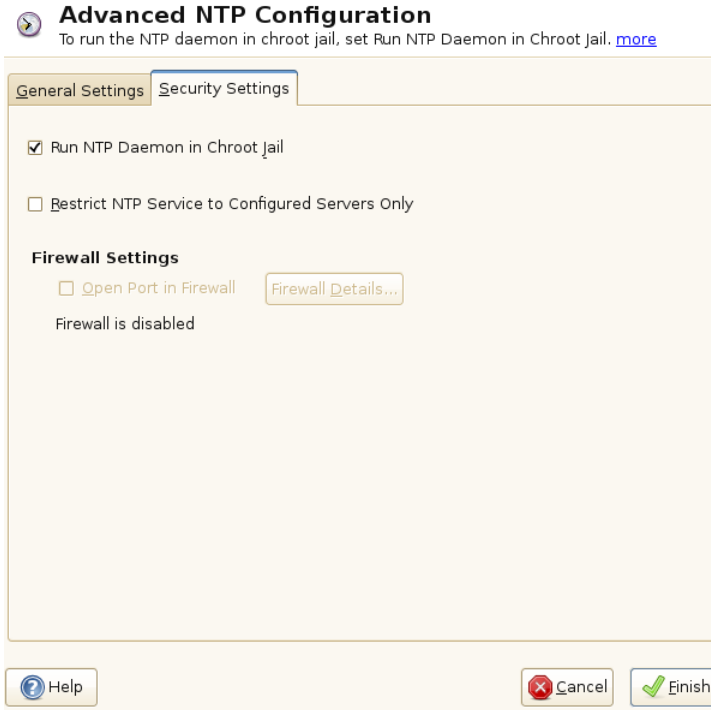 Advanced NTP Configuration
To run the NTP daemon in chroot jail, set Run NTP Daemon in Chroot Jail. more
General Settings Security Settings
Run NTP Daemon in Chroot Jail
Restrict NTP Service to Configured Servers Only
Firewall Settings
Open Port in Firewall Firewall Details...
Firewall is disabled
Help Cancel Finish